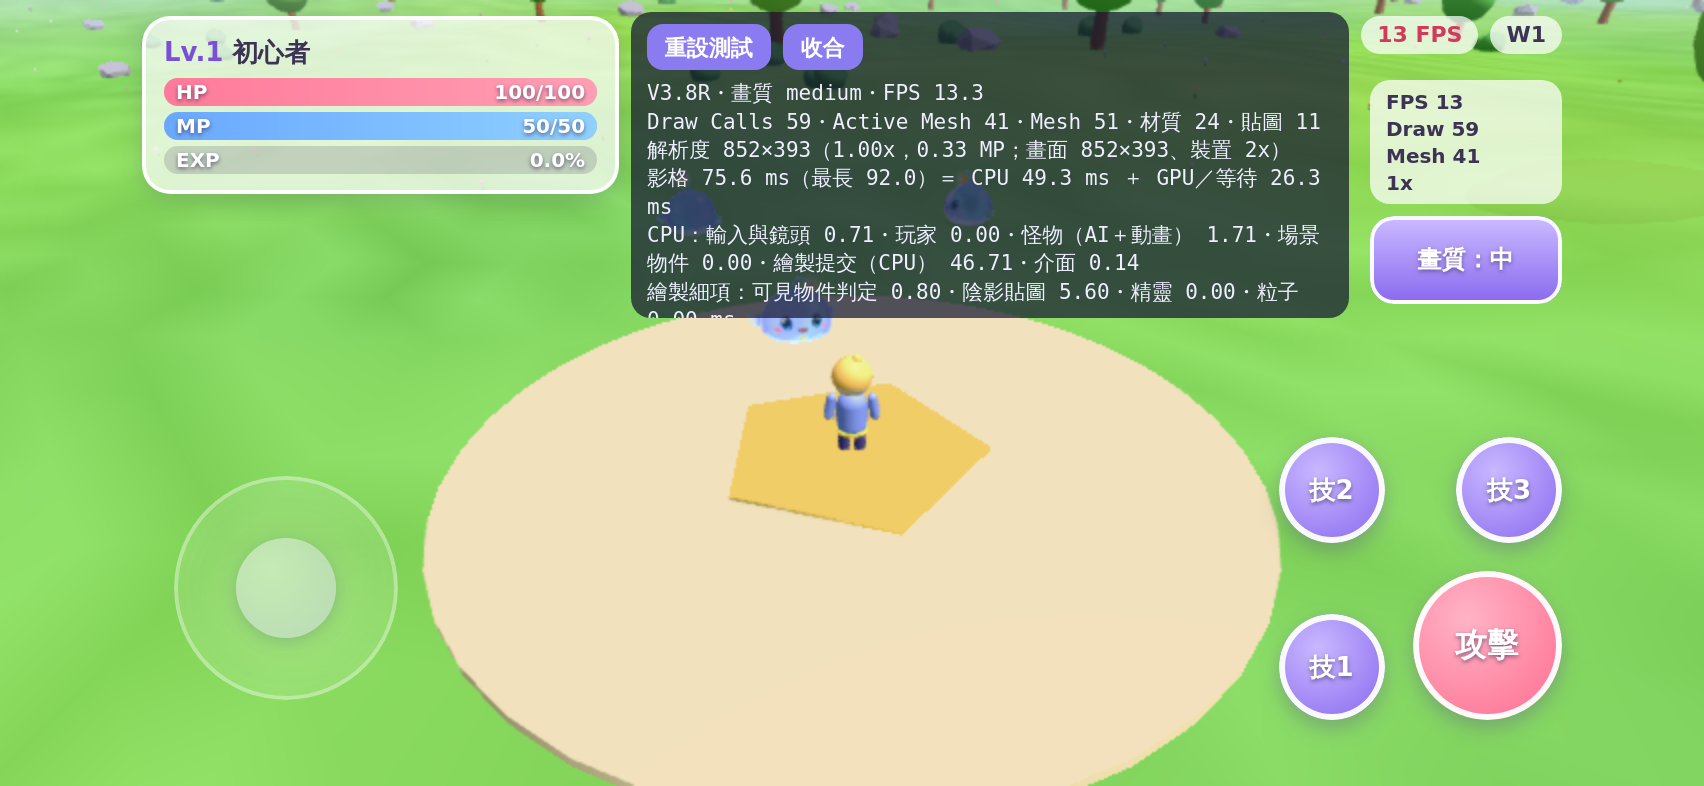 Lv.1 初心者
HP 100/100
MP 50/50
EXP 0.0%
重設測試 收合
V3.8R·畫質 medium·FPS 13.3
Draw Calls 59·Active Mesh 41·Mesh 51·材質 24·貼圖 11
解析度 852×393（1.00x，0.33 MP；畫面 852×393、裝置 2x）
影格 75.6 ms（最長 92.0）＝ CPU 49.3 ms ＋ GPU／等待 26.3
ms
CPU：輸入與鏡頭 0.71·玩家 0.00·怪物（AI＋動畫） 1.71·場景
物件 0.00·繪製提交（CPU） 46.71·介面 0.14
繪製細項：可見物件判定 0.80·陰影貼圖 5.60·精靈 0.00·粒子
0.00 ms
13 FPS W1
FPS 13
Draw 59
Mesh 41
1x
畫質：中
技2 技3
攻擊
技1